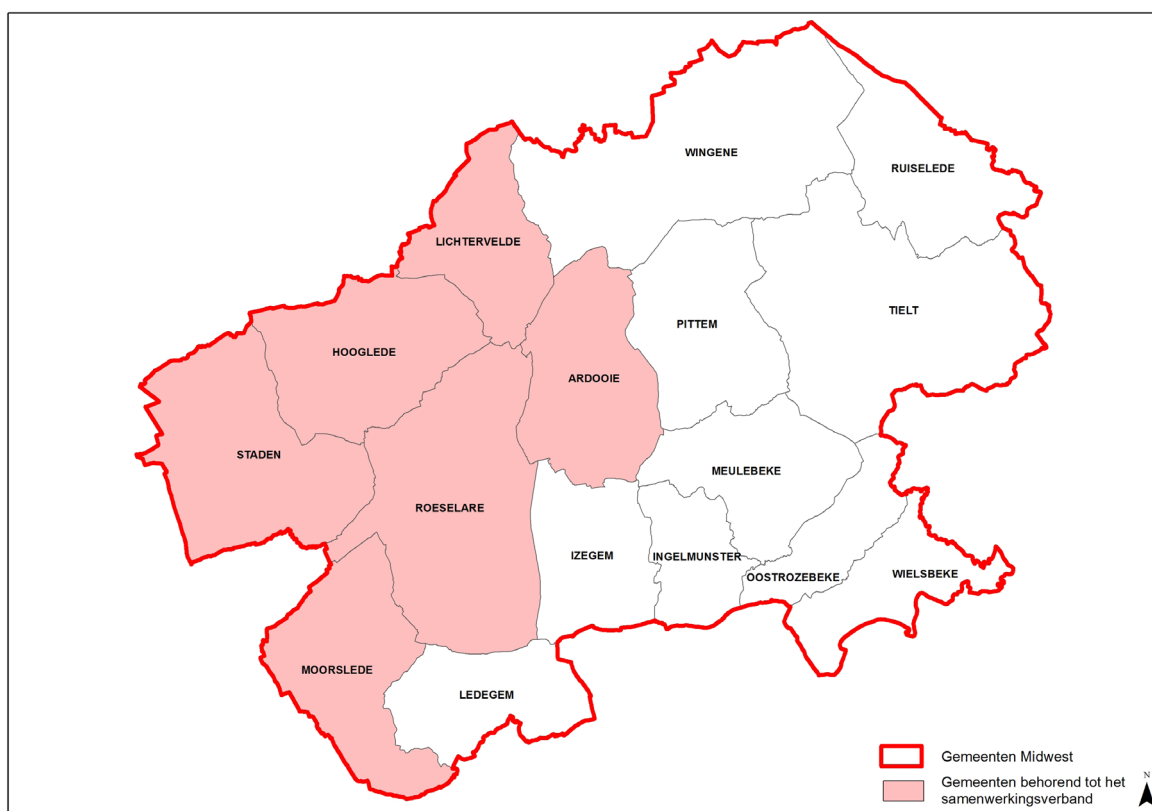 WINGENE
RUISELEDE
LICHTERVELDE
TIELT
PITTEM
HOOGLEDE
ARDOOIE
STADEN
MEULEBEKE
ROESELARE
IZEGEM
INGELMUNSTER
OOSTROZEBEKE
WIELSBEKE
MOORSLEDE
LEDEGEM
Gemeenten Midwest
Gemeenten behorend tot het
samenwerkingsverband
N